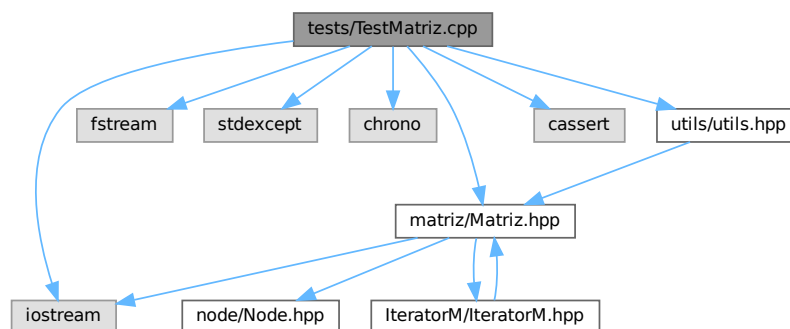 tests/TestMatriz.cpp
fstream
stdexcept
chrono
cassert
utils/utils.hpp
matriz/Matriz.hpp
iostream
node/Node.hpp
IteratorM/IteratorM.hpp